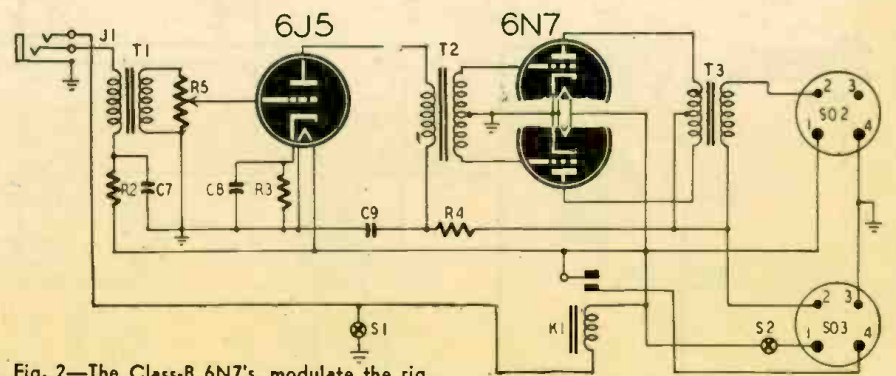 6J5
6N7
J1
T1
T2
T3
R5
2 3
SO2
1 4
R2
C7
C8
R3
C9
R4
2 3
SO3
1 4
K1
S1
S2
Fig. 2—The Class-B 6N7's modulate the rig